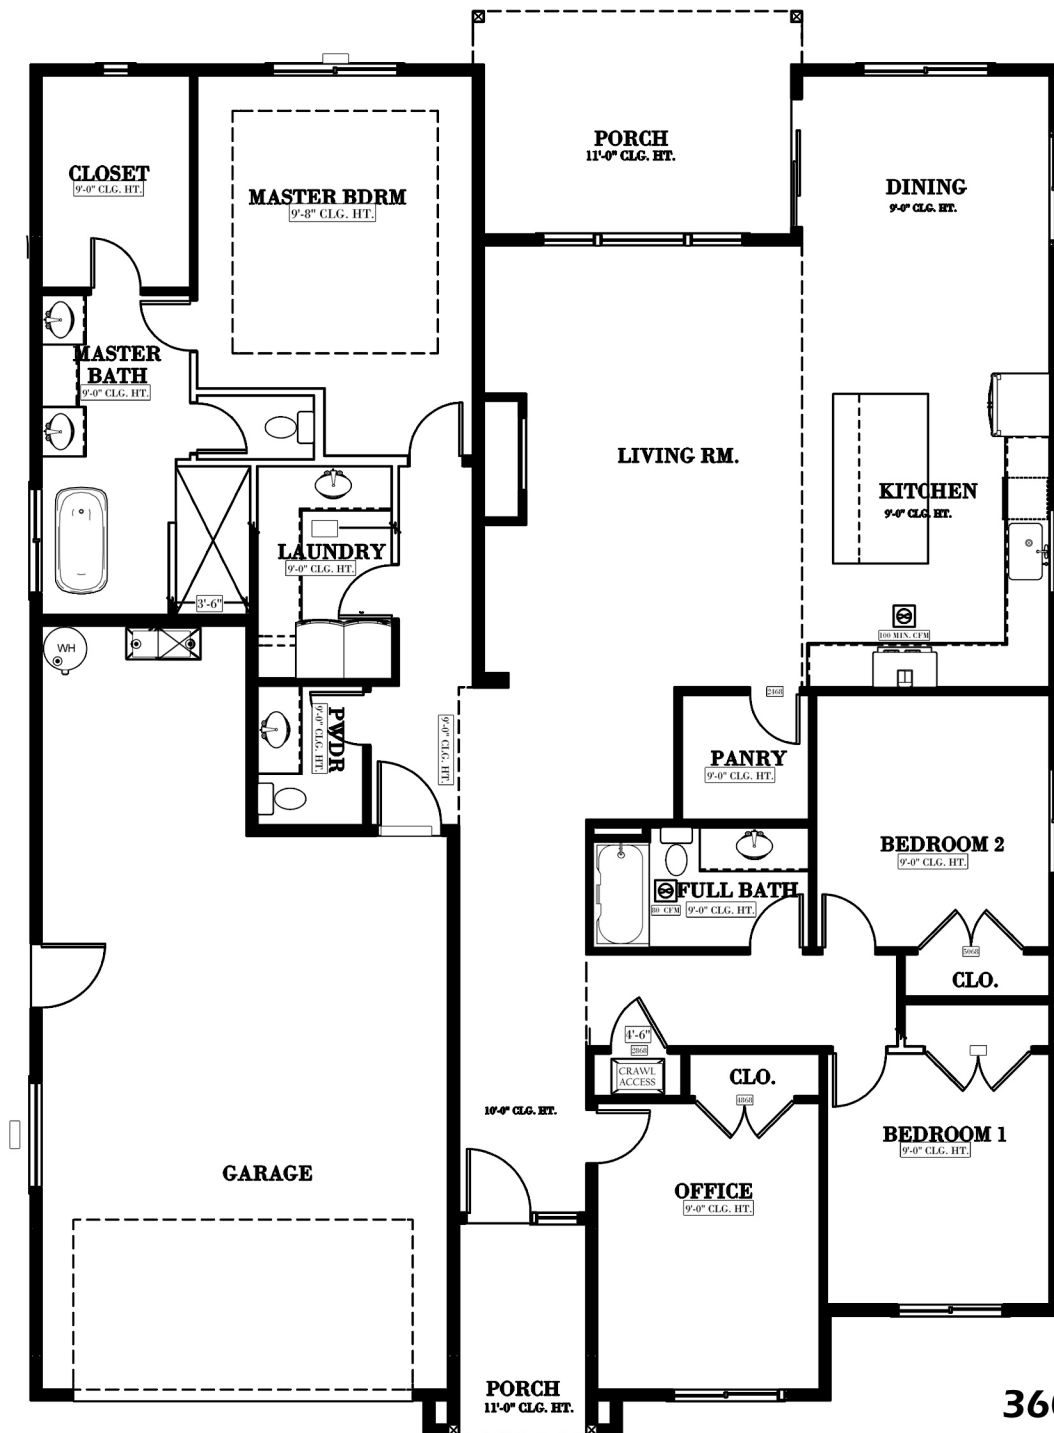 PORCH
11'-0" CLG. HT.
CLOSET
9'-0" CLG. HT.
MASTER BDRM
9'-8" CLG. HT.
DINING
9'-0" CLG. HT.
MASTER
BATH
9'-0" CLG. HT.
LIVING RM.
KITCHEN
9'-0" CLG. HT.
LAUNDRY
9'-0" CLG. HT.
3'-6"
100 MIN. CFM
WH
PWDR
9'-0" CLG. HT.
9'-0" CLG. HT.
2468
PANRY
9'-0" CLG. HT.
BEDROOM 2
9'-0" CLG. HT.
FULL BATH
80 CFM
9'-0" CLG. HT.
5068
CLO.
4'-6"
2868
CRAWL
ACCESS
CLO.
4868
10'-0" CLG. HT.
BEDROOM 1
9'-0" CLG. HT.
GARAGE
OFFICE
9'-0" CLG. HT.
PORCH
11'-0" CLG. HT.